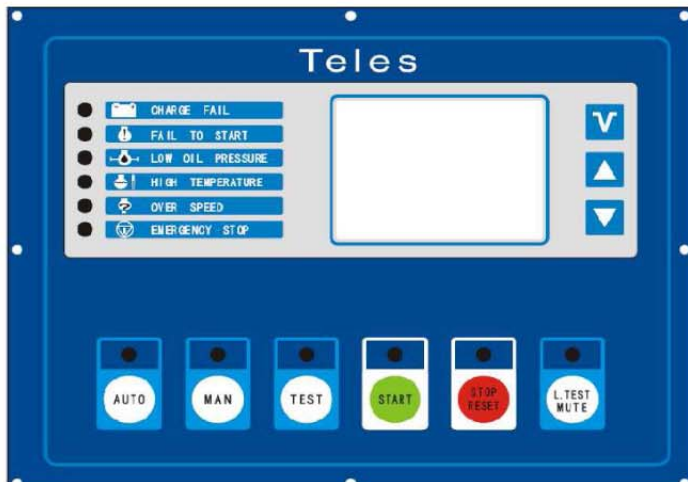 Teles
CHARGE FAIL
FAIL TO START
LOW OIL PRESSURE
HIGH TEMPERATURE
OVER SPEED
EMERGENCY STOP
AUTO
MAN
TEST
START
STOP
RESET
L.TEST
MUTE